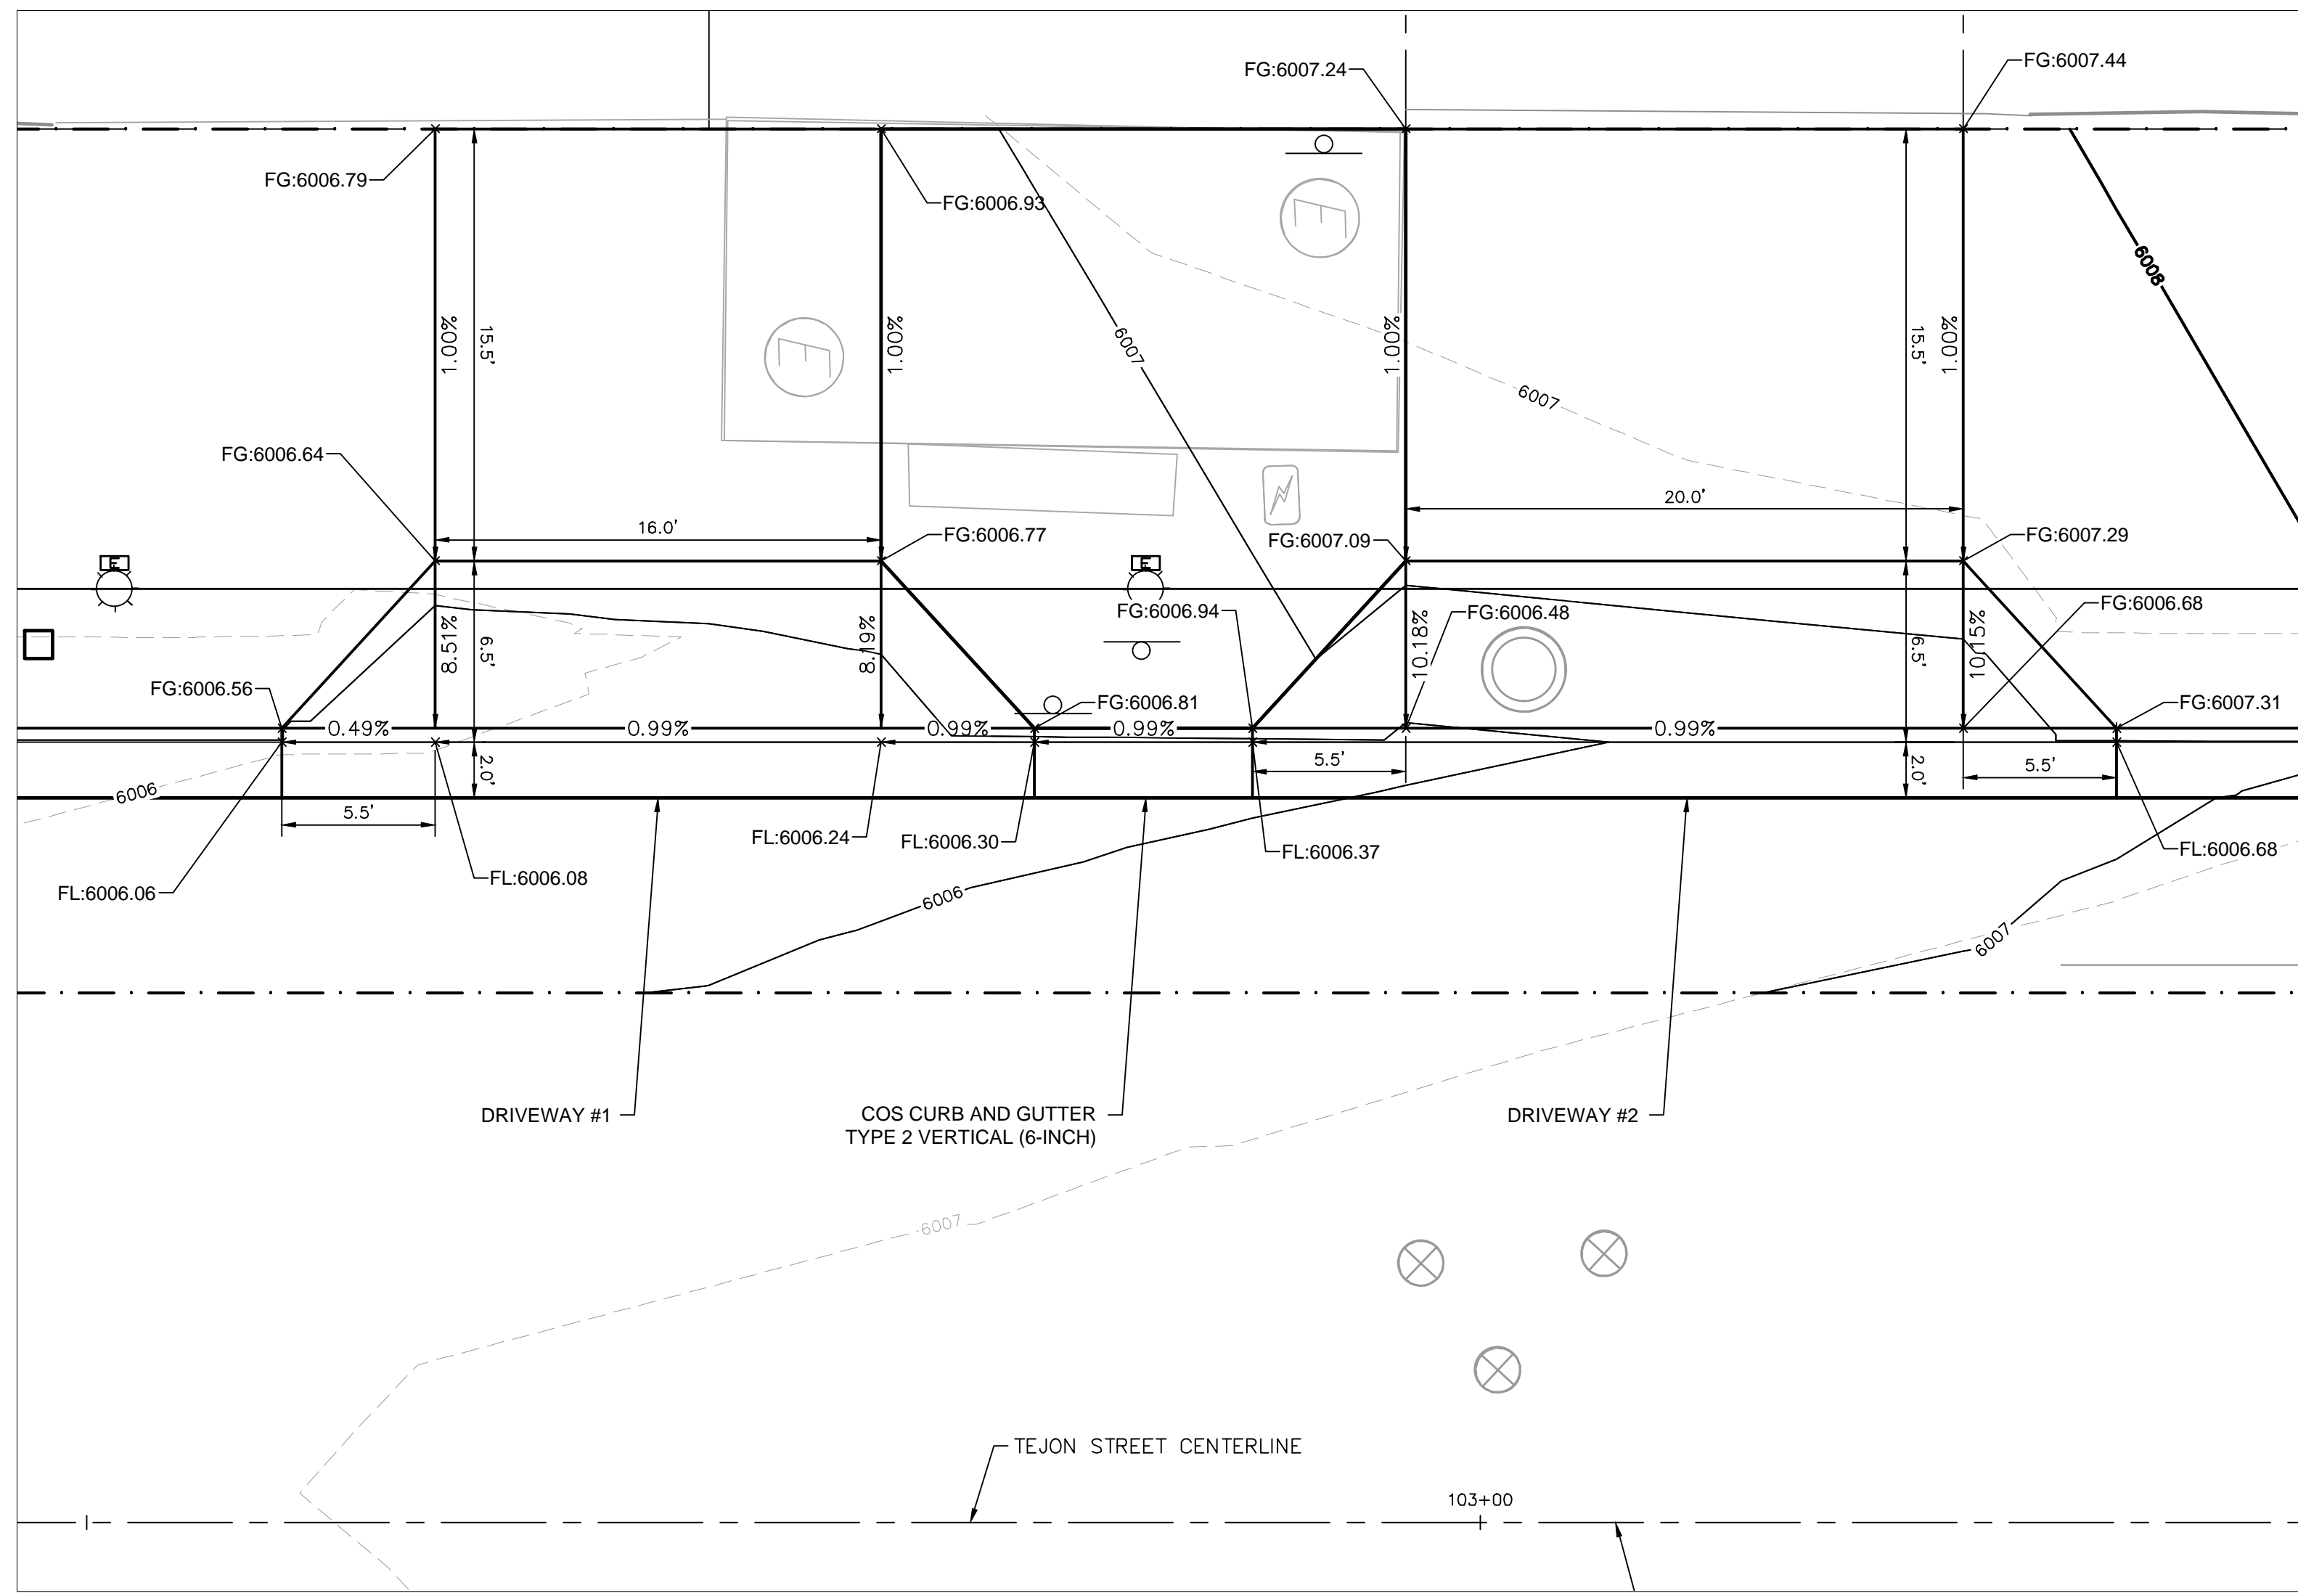 FG:6007.44
FG:6007.24
FG:6006.79
FG:6006.93
6008
1.00%
15.5'
1.00%
6007
1.00%
15.5'
1.00%
6007
FG:6006.64
20.0'
16.0'
FG:6006.77
FG:6007.09
FG:6007.29
E
E
FG:6006.94
FG:6006.48
FG:6006.68
8.51%
6.5'
8.19%
10.18%
6.5'
10.15%
FG:6006.56
FG:6006.81
FG:6007.31
0.49%
0.99%
0.99%
0.99%
0.99%
2.0'
5.5'
2.0'
5.5'
6006
5.5'
FL:6006.24
FL:6006.30
FL:6006.37
FL:6006.68
FL:6006.08
FL:6006.06
6006
6007
DRIVEWAY #1
COS CURB AND GUTTER
TYPE 2 VERTICAL (6-INCH)
DRIVEWAY #2
6007
TEJON STREET CENTERLINE
103+00